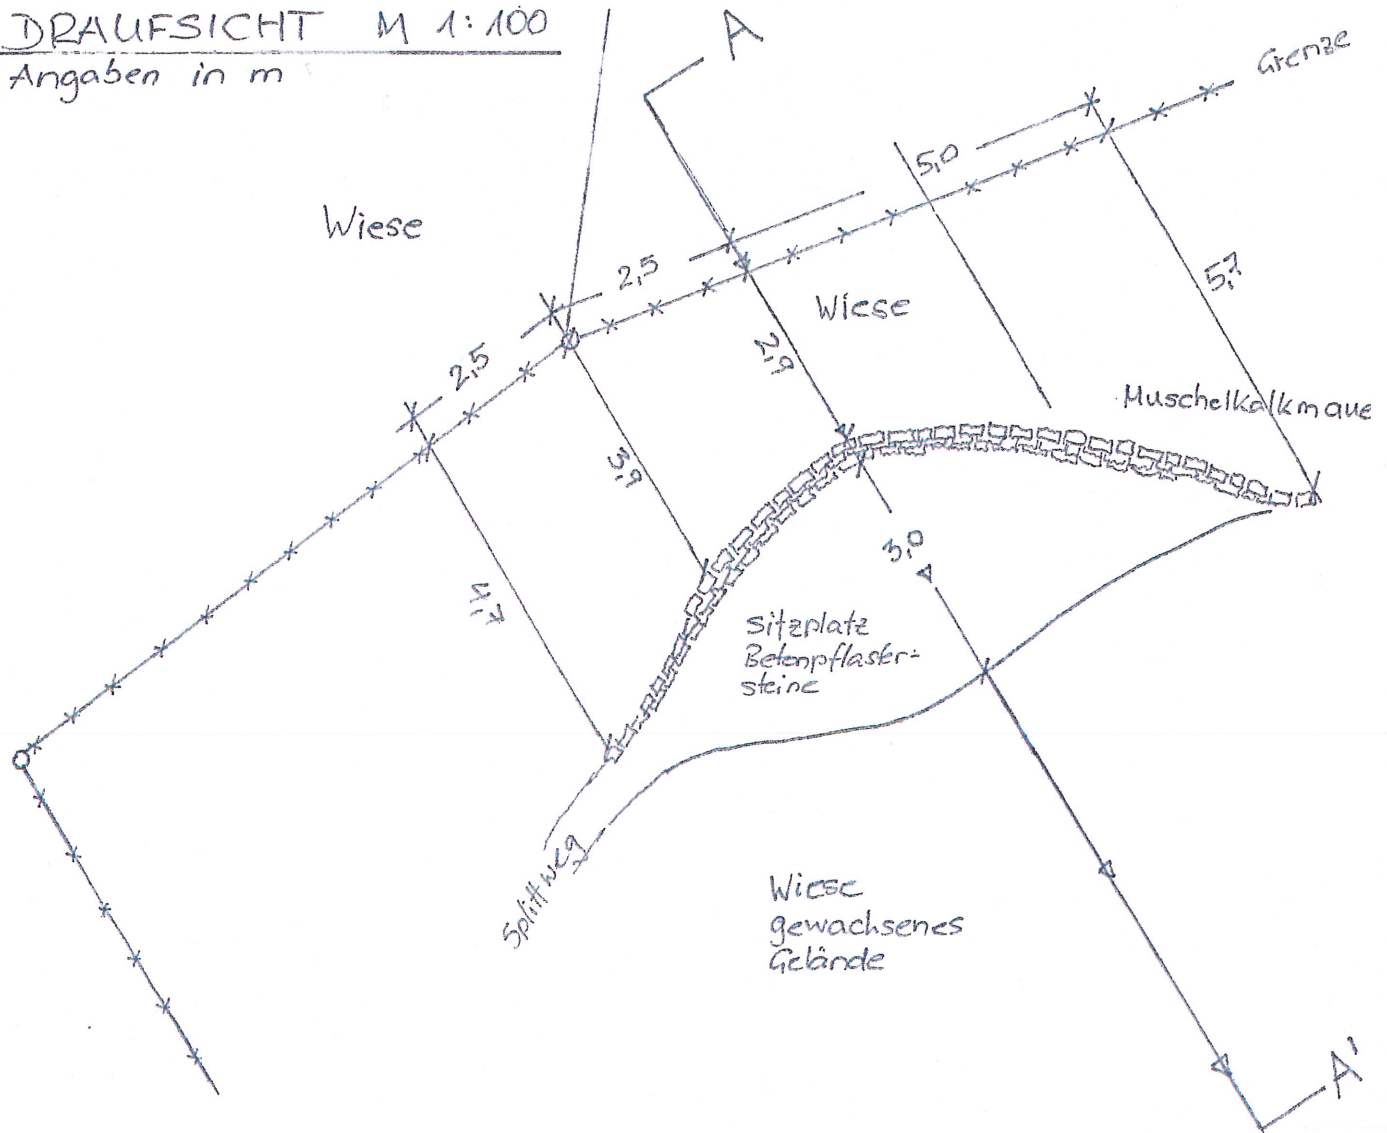 DRAUFSICHT M 1:100
Angaben in m
A
Grenze
5,0
Wiese
2,5
5,7
Wiese
2,5
2,9
Muschelkalkmaue
3,9
3,0
4,4
Sitzplatz
Betonpflaster=
steine
Splittweg
Wiese
gewachsenes
Gelände
A'